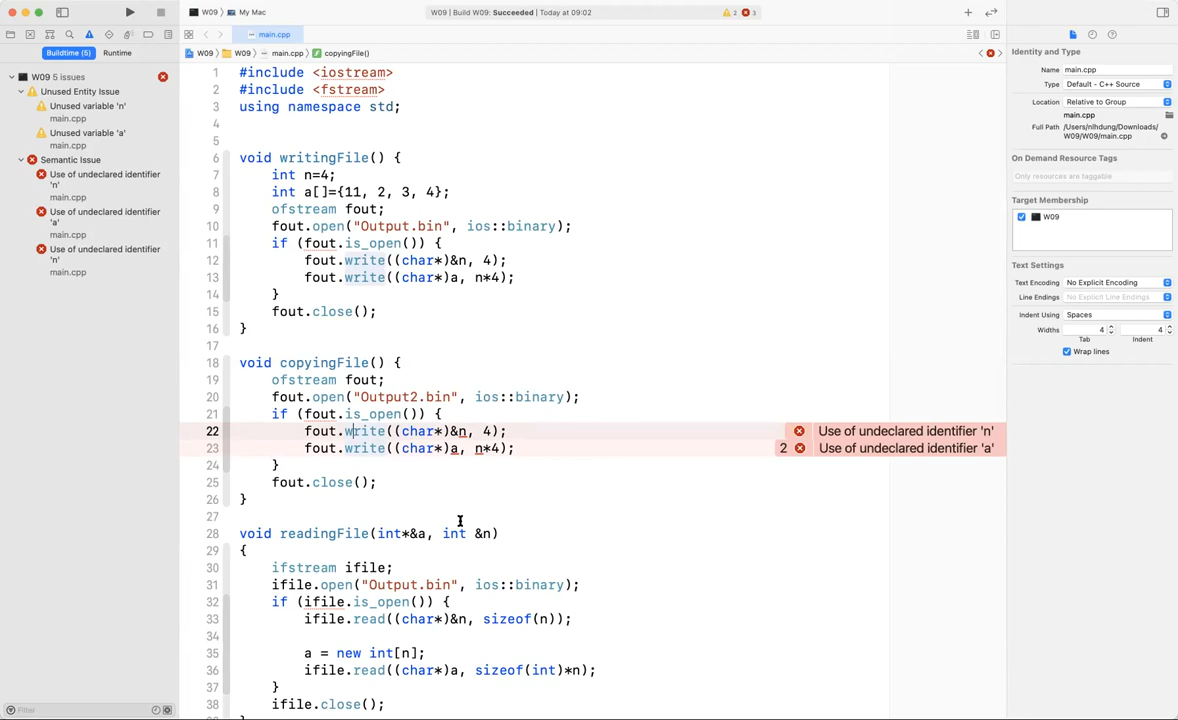 W09
My Mac
W09 | Build W09: Succeeded | Today at 09:02
2
3
main.cpp
Buildtime (5)
Runtime
W09
W09
main.cpp
copyingFile()
W09 5 issues
Unused Entity Issue
Unused variable 'n'
main.cpp
Unused variable 'a'
main.cpp
Semantic Issue
Use of undeclared identifier
'n'
main.cpp
Use of undeclared identifier
'a'
main.cpp
Use of undeclared identifier
'n'
main.cpp
Filter
1 #include <iostream>
2 #include <fstream>
3 using namespace std;
4
5
6 void writingFile() {
7 int n=4;
8 int a[]={11, 2, 3, 4};
9 ofstream fout;
10 fout.open("Output.bin", ios::binary);
11 if (fout.is_open()) {
12 fout.write((char*)&n, 4);
13 fout.write((char*)a, n*4);
14 }
15 fout.close();
16 }
17
18 void copyingFile() {
19 ofstream fout;
20 fout.open("Output2.bin", ios::binary);
21 if (fout.is_open()) {
22 fout.write((char*)&n, 4); Use of undeclared identifier 'n'
23 fout.write((char*)a, n*4); 2 Use of undeclared identifier 'a'
24 }
25 fout.close();
26 }
27
28 void readingFile(int*&a, int &n)
29 {
30 ifstream ifile;
31 ifile.open("Output.bin", ios::binary);
32 if (ifile.is_open()) {
33 ifile.read((char*)&n, sizeof(n));
34
35 a = new int[n];
36 ifile.read((char*)a, sizeof(int)*n);
37 }
38 ifile.close();
Identity and Type
Name main.cpp
Type Default - C++ Source
Location Relative to Group
main.cpp
Full Path /Users/nlhdung/Downloads/
W09/W09/main.cpp
On Demand Resource Tags
Only resources are taggable
Target Membership
W09
Text Settings
Text Encoding No Explicit Encoding
Line Endings No Explicit Line Endings
Indent Using Spaces
Widths 4 4
Tab Indent
Wrap lines